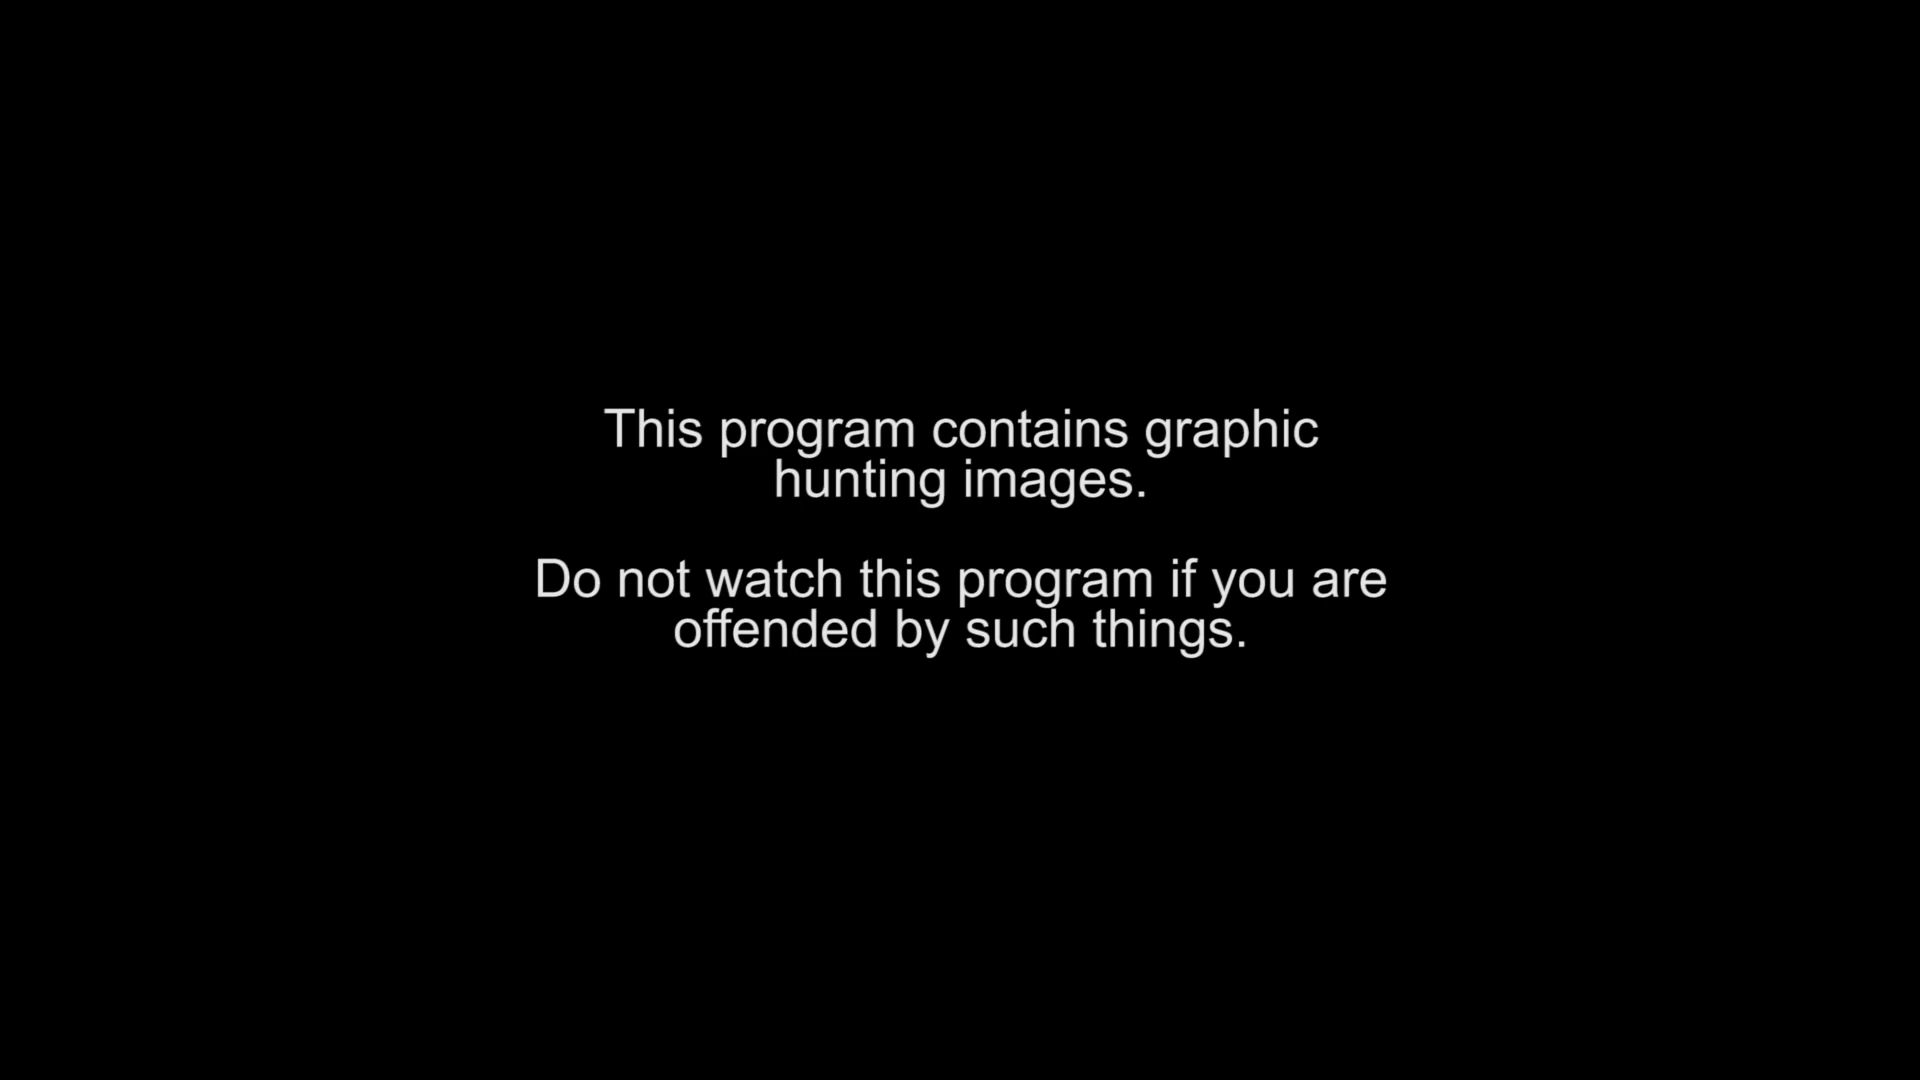 This program contains graphic
hunting images.
Do not watch this program if you are
offended by such things.